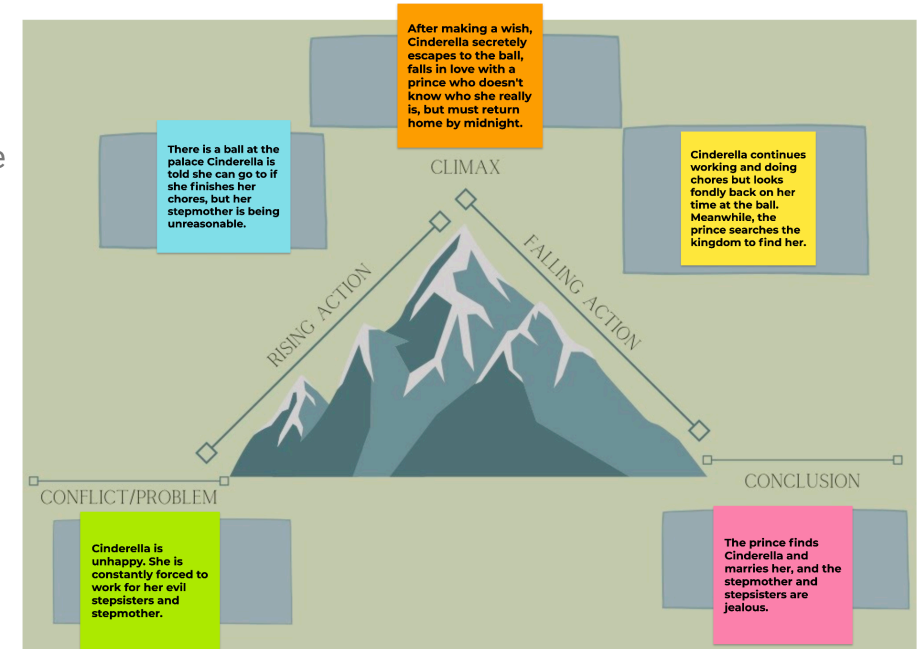 After making a wish,
Cinderella secretely
escapes to the ball,
falls in love with a
prince who doesn't
know who she really
is, but must return
home by midnight.
There is a ball at the
palace Cinderella is
told she can go to if
she finishes her
chores, but her
stepmother is being
unreasonable.
CLIMAX
Cinderella continues
working and doing
chores but looks
fondly back on her
time at the ball.
Meanwhile, the
prince searches the
kingdom to find her.
RISING ACTION
FALLING ACTION
CONFLICT/PROBLEM
CONCLUSION
Cinderella is
unhappy. She is
constantly forced to
work for her evil
stepsisters and
stepmother.
The prince finds
Cinderella and
marries her, and the
stepmother and
stepsisters are
jealous.